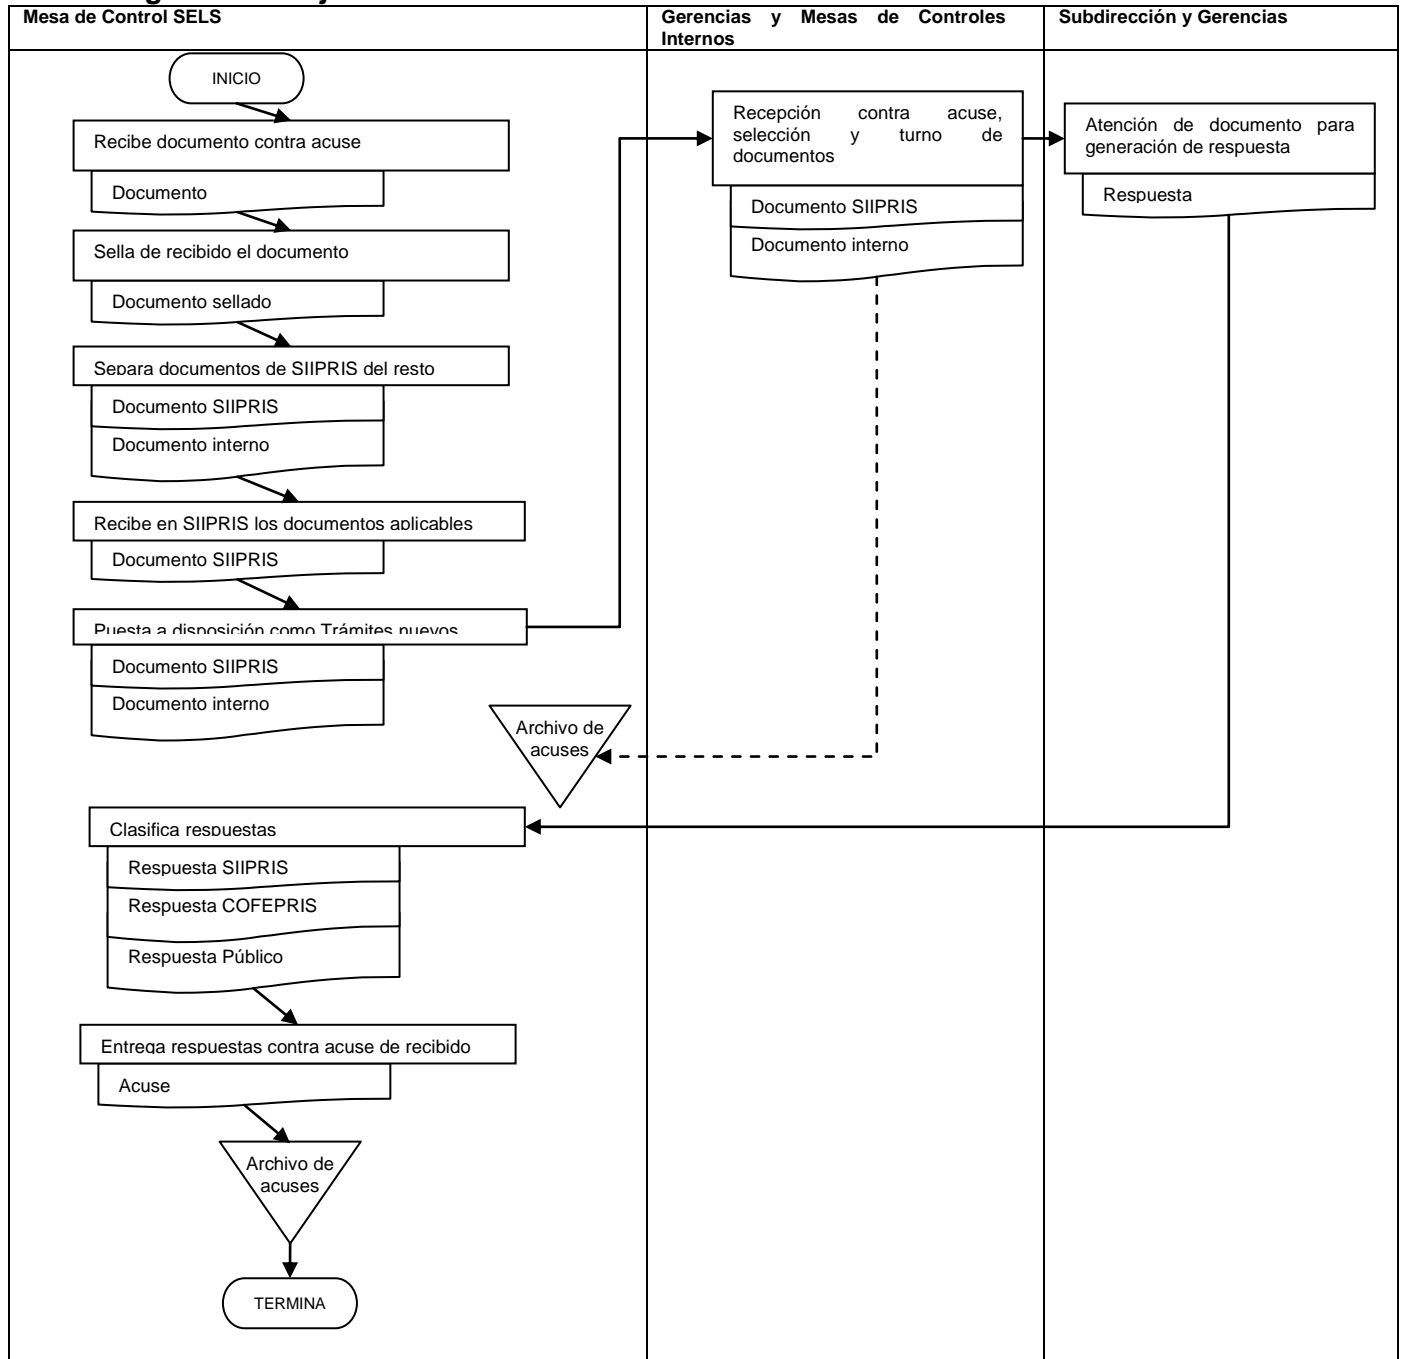 Mesa de Control SELS
Gerencias y Mesas de Controles
Internos
Subdirección y Gerencias
INICIO
Recibe documento contra acuse
Documento
Sella de recibido el documento
Documento sellado
Separa documentos de SIIPRIS del resto
Documento SIIPRIS
Documento interno
Recibe en SIIPRIS los documentos aplicables
Documento SIIPRIS
Puesta a disposición como Trámites nuevos
Documento SIIPRIS
Documento interno
Recepción contra acuse,
selección y turno de
documentos
Documento SIIPRIS
Documento interno
Atención de documento para
generación de respuesta
Respuesta
Archivo de
acuses
Clasifica respuestas
Respuesta SIIPRIS
Respuesta COFEPRIS
Respuesta Público
Entrega respuestas contra acuse de recibido
Acuse
Archivo de
acuses
TERMINA